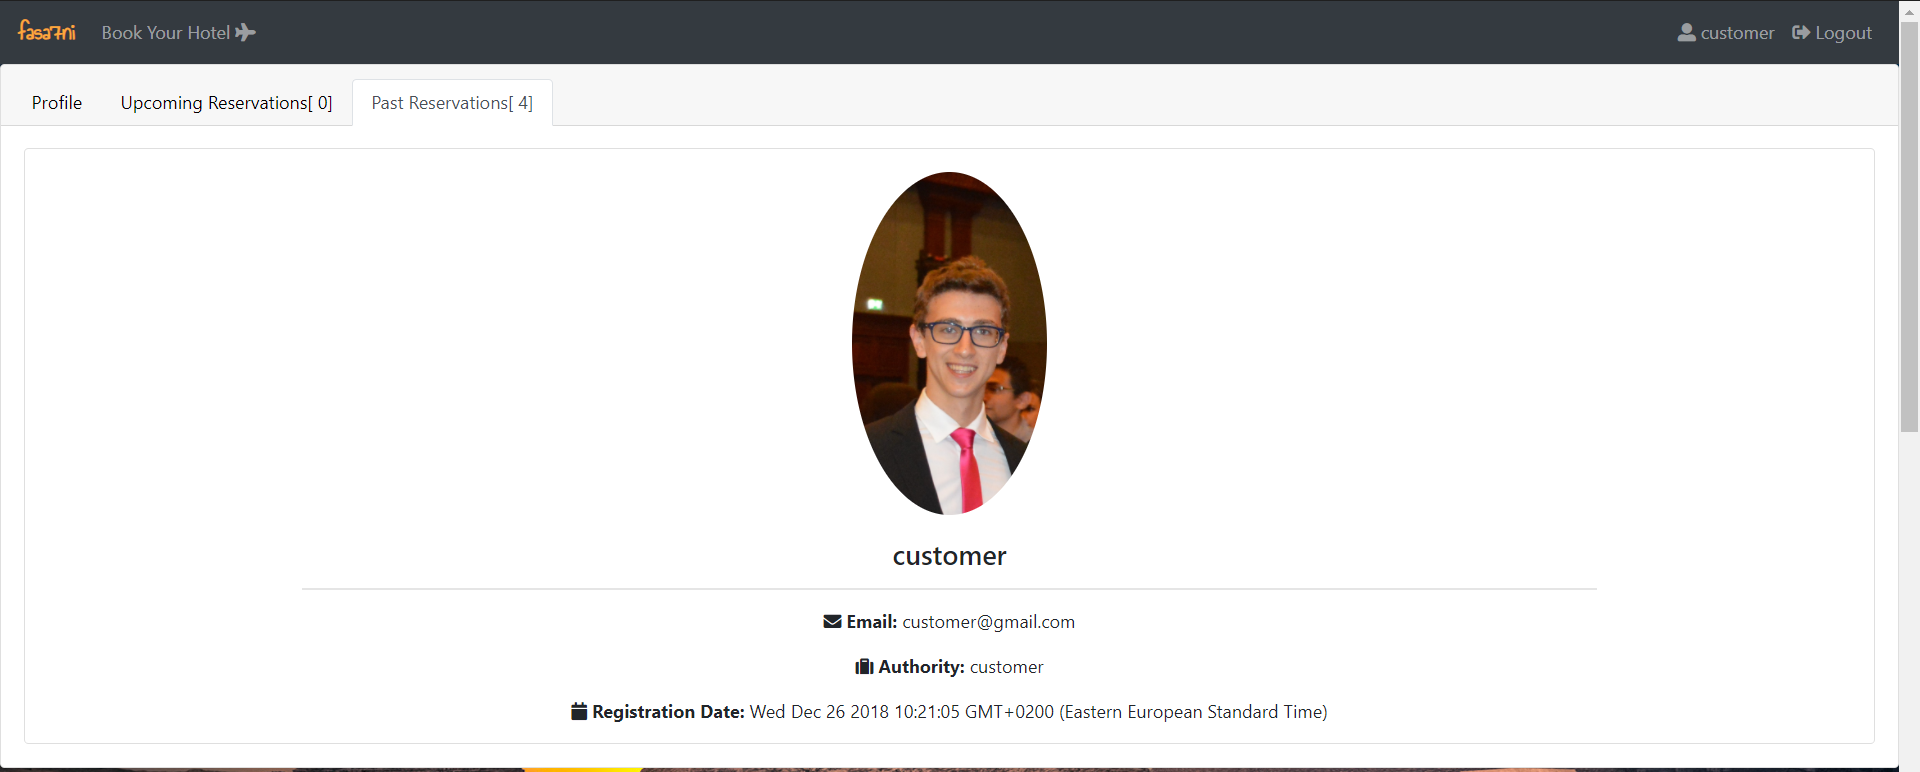 fasa7ni Book Your Hotel customer Logout
Profile Upcoming Reservations[ 0] Past Reservations[ 4]
customer
Email: customer@gmail.com
Authority: customer
Registration Date: Wed Dec 26 2018 10:21:05 GMT+0200 (Eastern European Standard Time)